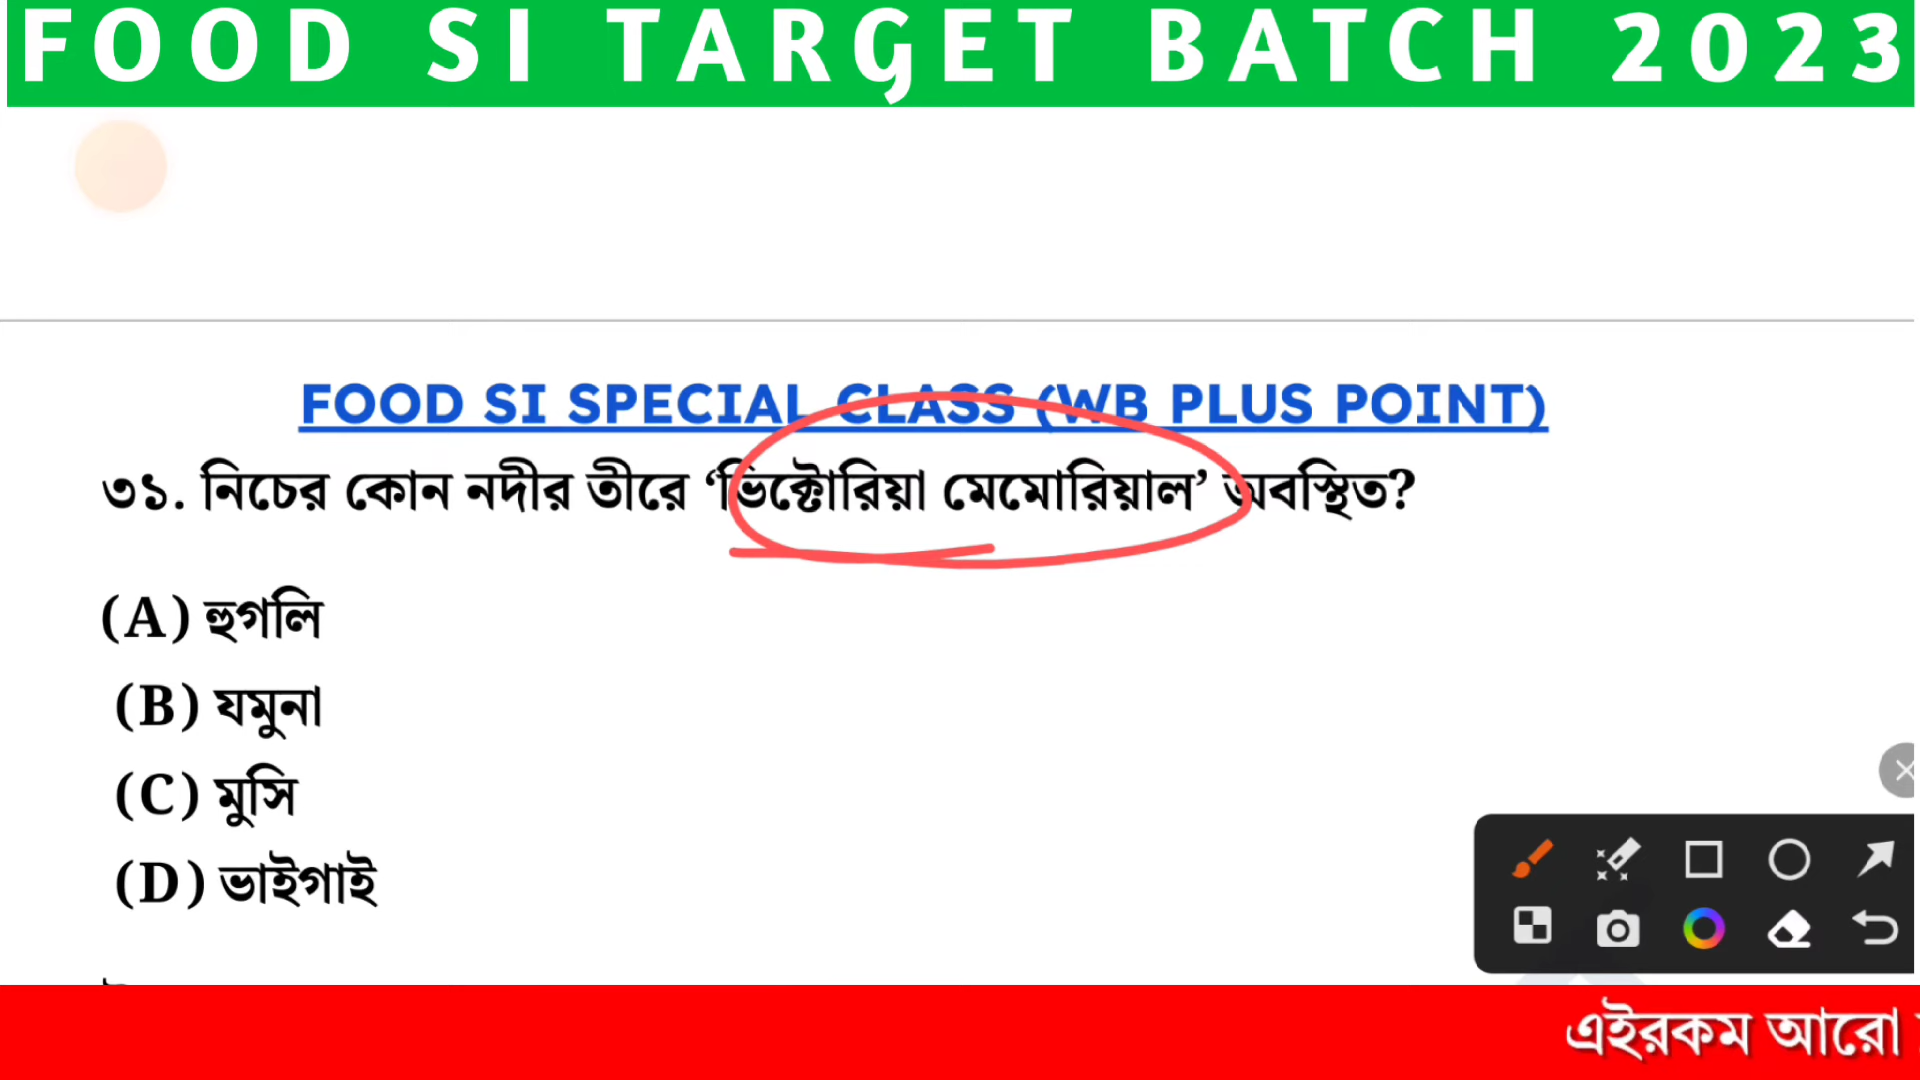 FOOD SI TARGET BATCH 2023
FOOD SI SPECIAL CLASS (WB PLUS POINT)
৩১. নিচের কোন নদীর তীরে ‘ভিক্টোরিয়া মেমোরিয়াল’ অবস্থিত?
(A) হুগলি
(B) যমুনা
(C) মুসি
(D) ভাইগাই
এইরকম আরো